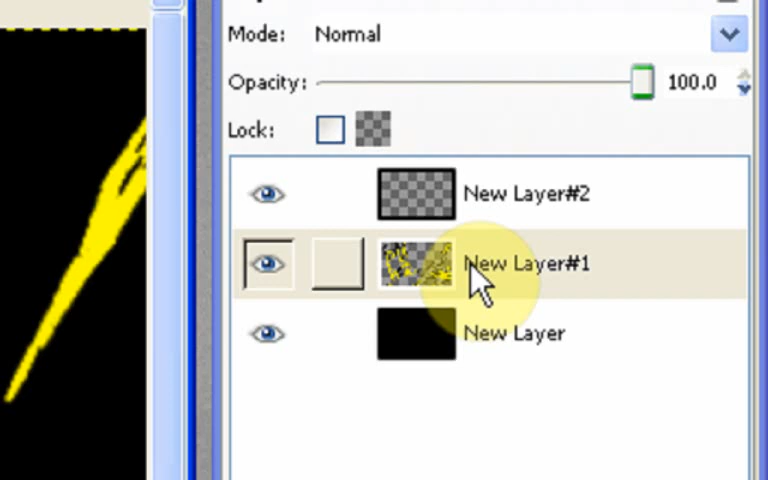 Mode: Normal
Opacity: 100.0
Lock:
New Layer#2
New Layer#1
New Layer